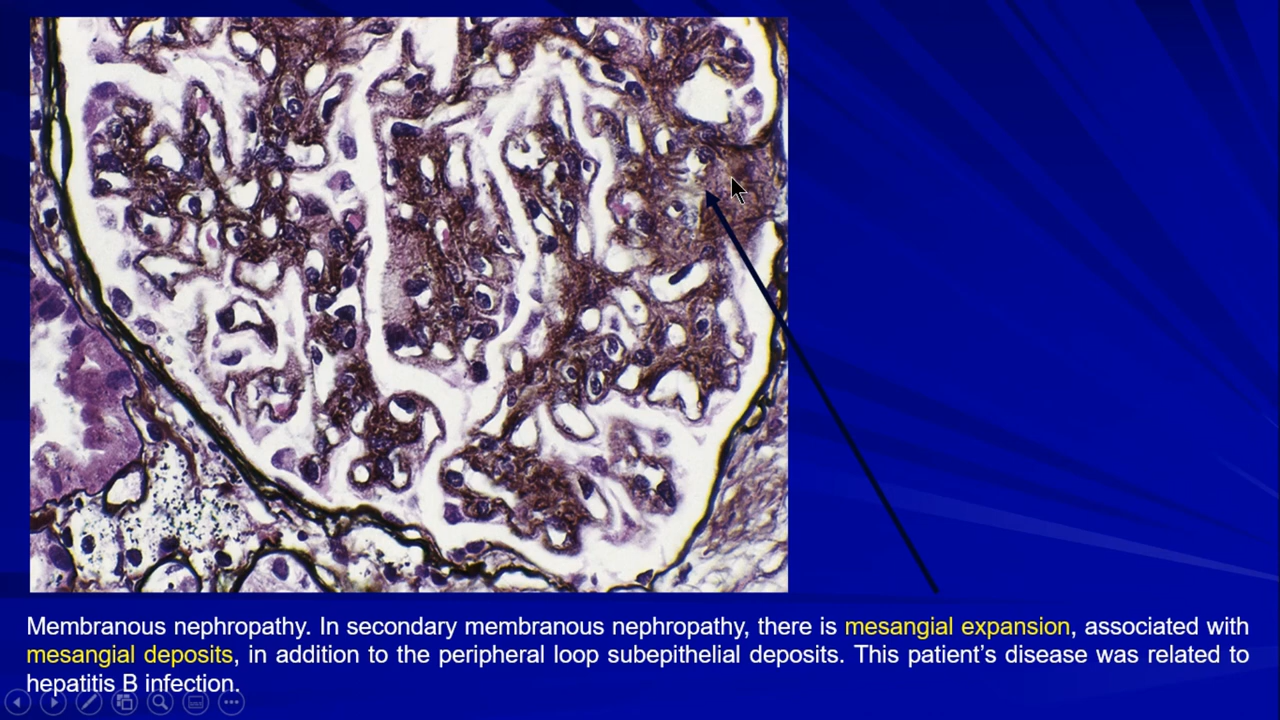 Membranous nephropathy. In secondary membranous nephropathy, there is mesangial expansion, associated with
mesangial deposits, in addition to the peripheral loop subepithelial deposits. This patient’s disease was related to
hepatitis B infection.